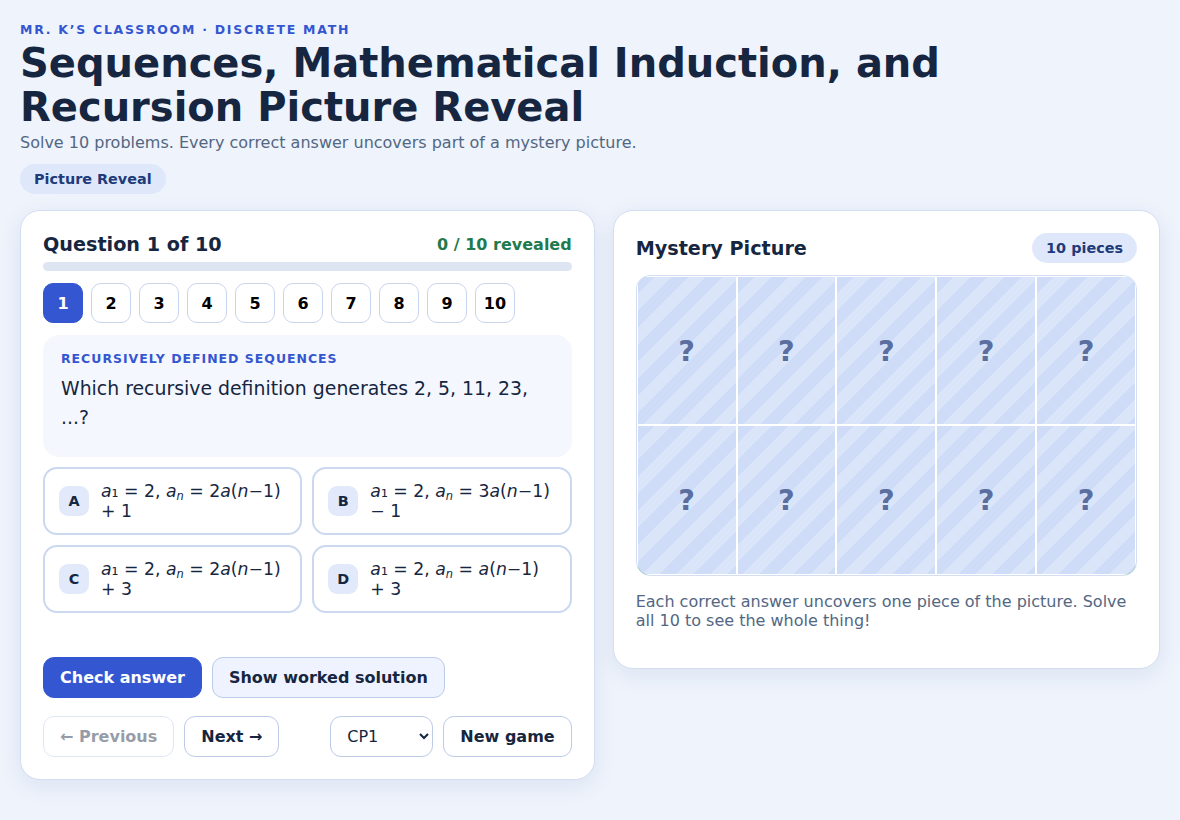 MR. K’S CLASSROOM · DISCRETE MATH
Sequences, Mathematical Induction, and
Recursion Picture Reveal
Solve 10 problems. Every correct answer uncovers part of a mystery picture.
Picture Reveal
Question 1 of 10
0 / 10 revealed
1 2 3 4 5 6 7 8 9 10
RECURSIVELY DEFINED SEQUENCES
Which recursive definition generates 2, 5, 11, 23,
…?
A a₁ = 2, aₙ = 2a(n−1)
+ 1
B a₁ = 2, aₙ = 3a(n−1)
− 1
C a₁ = 2, aₙ = 2a(n−1)
+ 3
D a₁ = 2, aₙ = a(n−1)
+ 3
Check answer
Show worked solution
← Previous
Next →
CP1
New game
Mystery Picture
10 pieces
? ? ? ? ?
? ? ? ? ?
Each correct answer uncovers one piece of the picture. Solve
all 10 to see the whole thing!